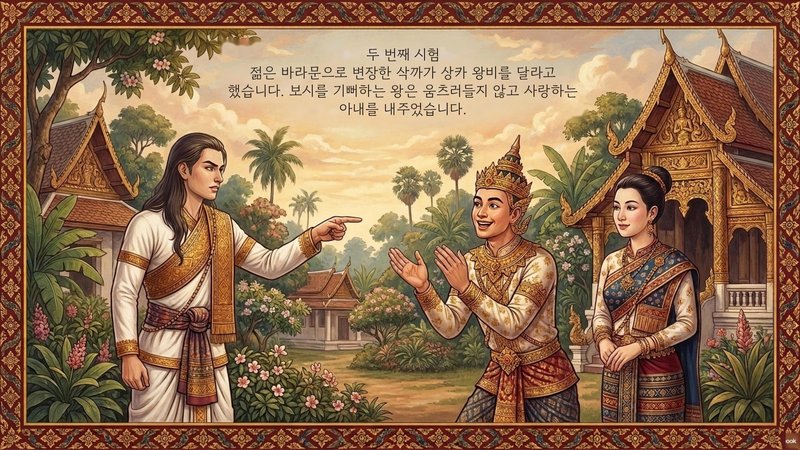 두 번째 시험
젊은 바라문으로 변장한 삭까가 상카 왕비를 달라고
했습니다. 보시를 기뻐하는 왕은 움츠러들지 않고 사랑하는
아내를 내주었습니다.
ook